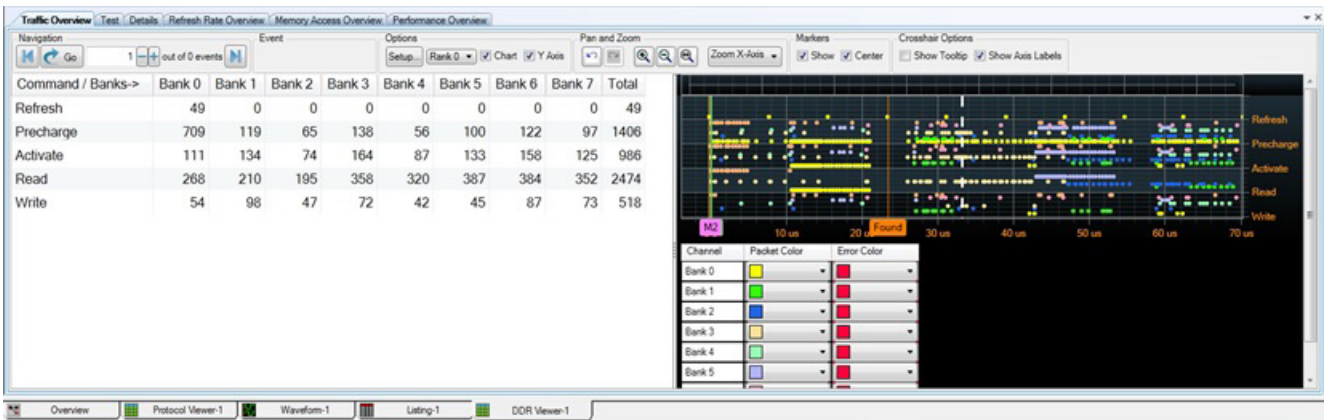 Traffic Overview Test Details Refresh Rate Overview Memory Access Overview Performance Overview
Navigation Event Options Pan and Zoom Markers Crosshair Options
Go 1 out of 0 events Setup... Rank 0 Chart Y Axis Zoom X-Axis Show Center Show Tooltip Show Axis Labels
Command / Banks-> Bank 0 Bank 1 Bank 2 Bank 3 Bank 4 Bank 5 Bank 6 Bank 7 Total
Refresh 49 0 0 0 0 0 0 0 49
Precharge 709 119 65 138 56 100 122 97 1406
Activate 111 134 74 164 87 133 158 125 986
Read 268 210 195 358 320 387 384 352 2474
Write 54 98 47 72 42 45 87 73 518
Refresh
Precharge
Activate
Read
Write
M2 Found
10 us 20 30 us 40 us 50 us 60 us 70 us
Channel Packet Color Error Color
Bank 0
Bank 1
Bank 2
Bank 3
Bank 4
Bank 5
Overview Protocol Viewer-1 Waveform-1 Listing-1 DDR Viewer-1